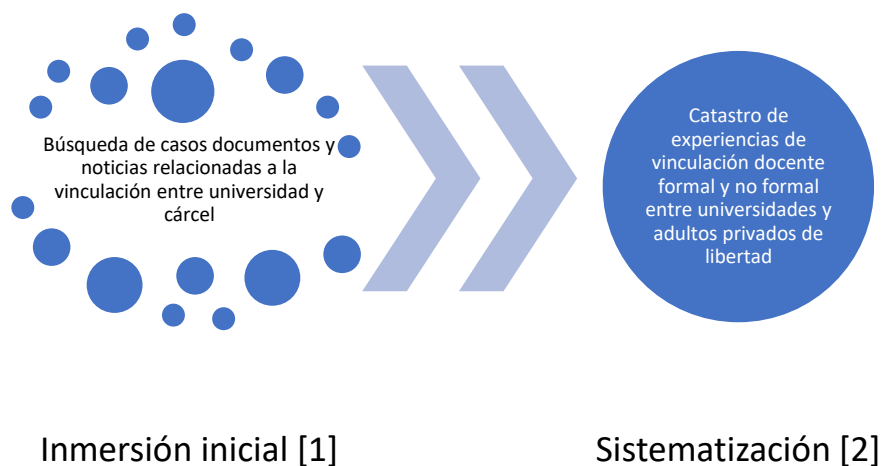 Búsqueda de casos documentos y
noticias relacionadas a la
vinculación entre universidad y
cárcel
Catastro de
experiencias de
vinculación docente
formal y no formal
entre universidades y
adultos privados de
libertad
Inmersión inicial [1]
Sistematización [2]